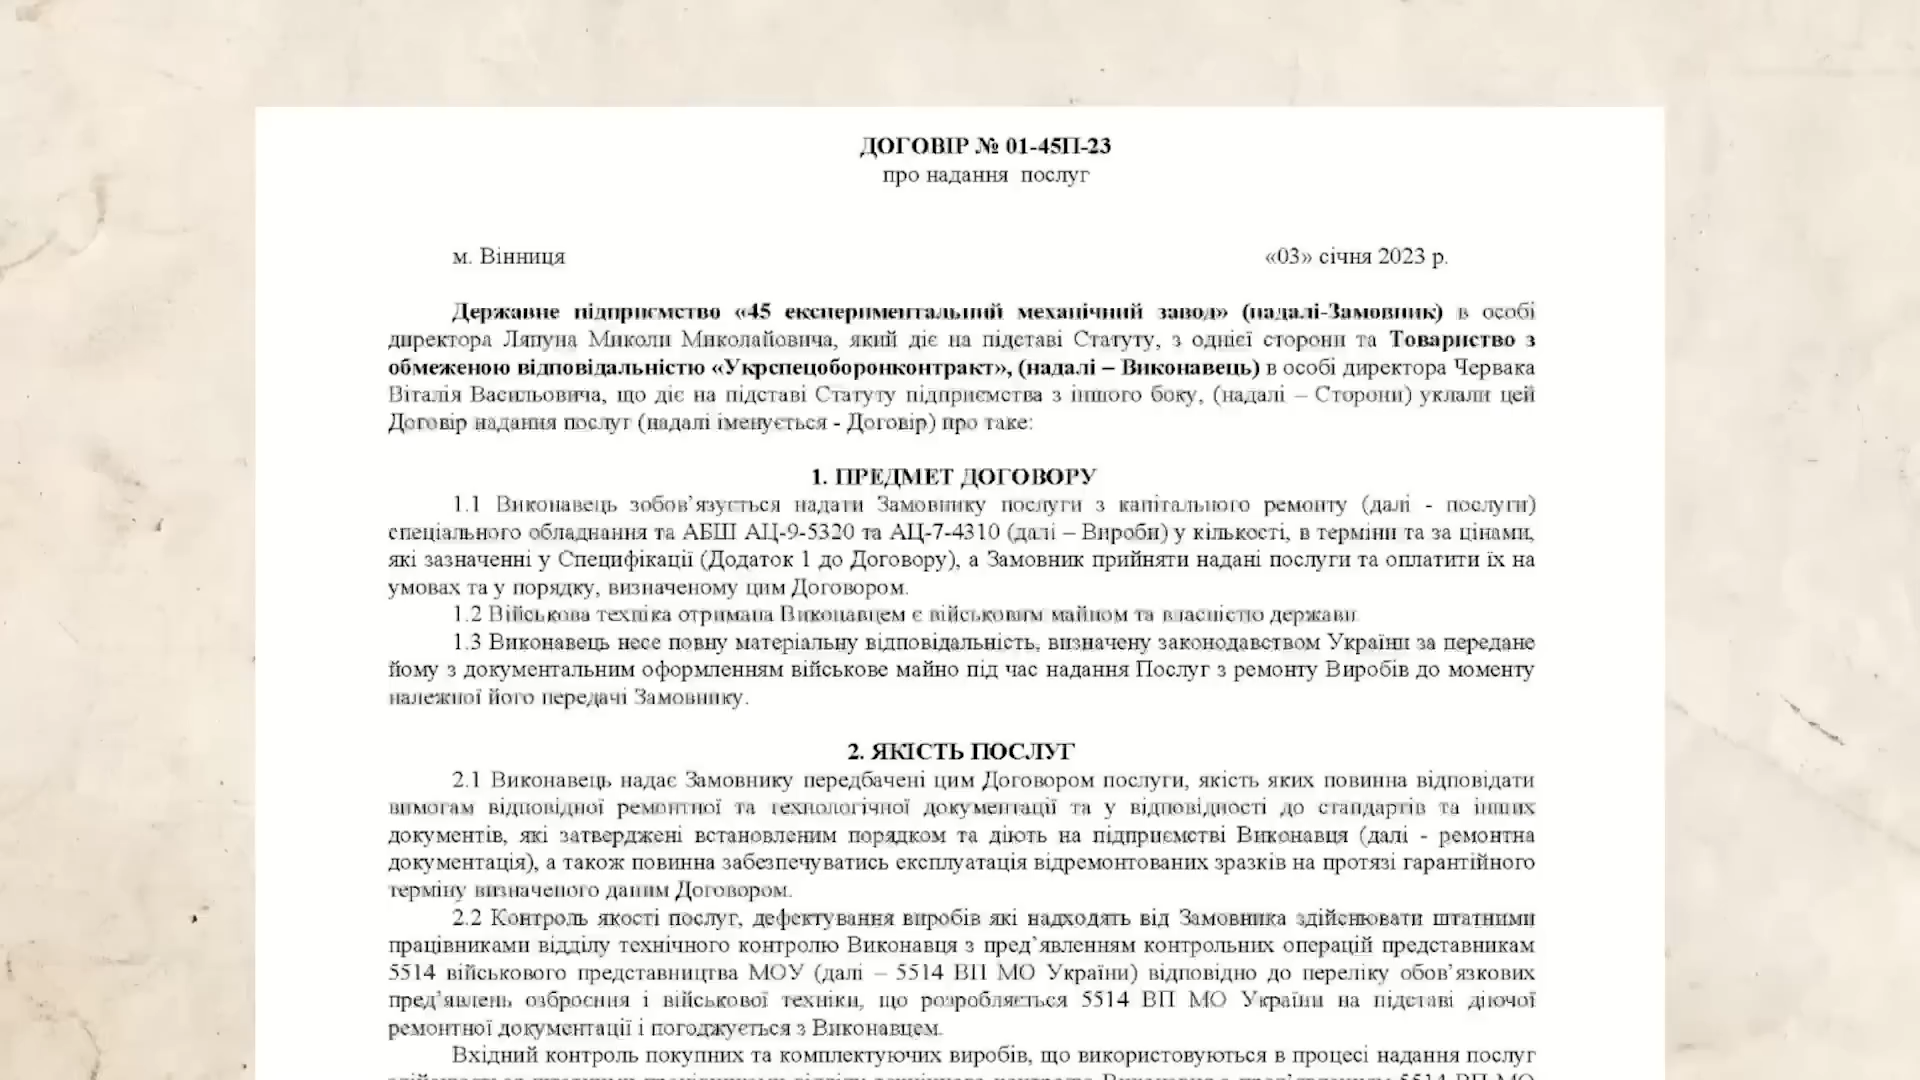 ДОГОВІР № 01-45П-23
про надання послуг
м. Вінниця «03» січня 2023 р.
Державне підприємство «45 експериментальний механічний завод» (надалі-Замовник) в особі
директора Ляпуна Миколи Миколайовича, який діє на підставі Статуту, з однієї сторони та Товариство з
обмеженою відповідальністю «Укрспецоборонконтракт», (надалі – Виконавець) в особі директора Червака
Віталія Васильовича, що діє на підставі Статуту підприємства з іншого боку, (надалі – Сторони) уклали цей
Договір надання послуг (надалі іменується - Договір) про таке:
1. ПРЕДМЕТ ДОГОВОРУ
1.1 Виконавець зобов’язується надати Замовнику послуги з капітального ремонту (далі - послуги)
спеціального обладнання та АБШ АЦ-9-5320 та АЦ-7-4310 (далі – Вироби) у кількості, в терміни та за цінами,
які зазначенні у Специфікації (Додаток 1 до Договору), а Замовник прийняти надані послуги та оплатити їх на
умовах та у порядку, визначеному цим Договором.
1.2 Військова техніка отримана Виконавцем є військовим майном та власністю держави
1.3 Виконавець несе повну матеріальну відповідальність, визначену законодавством України за передане
йому з документальним оформленням військове майно під час надання Послуг з ремонту Виробів до моменту
належної його передачі Замовнику.
2. ЯКІСТЬ ПОСЛУГ
2.1 Виконавець надає Замовнику передбачені цим Договором послуги, якість яких повинна відповідати
вимогам відповідної ремонтної та технологічної документації та у відповідності до стандартів та інших
документів, які затверджені встановленим порядком та діють на підприємстві Виконавця (далі - ремонтна
документація), а також повинна забезпечуватись експлуатація відремонтованих зразків на протязі гарантійного
терміну визначеного даним Договором.
2.2 Контроль якості послуг, дефектування виробів які надходять від Замовника здійснювати штатними
працівниками відділу технічного контролю Виконавця з пред’явленням контрольних операцій представникам
5514 військового представництва МОУ (далі – 5514 ВП МО України) відповідно до переліку обов’язкових
пред’явлень озброєння і військової техніки, що розробляється 5514 ВП МО України на підставі діючої
ремонтної документації і погоджується з Виконавцем.
Вхідний контроль покупних та комплектуючих виробів, що використовуються в процесі надання послуг